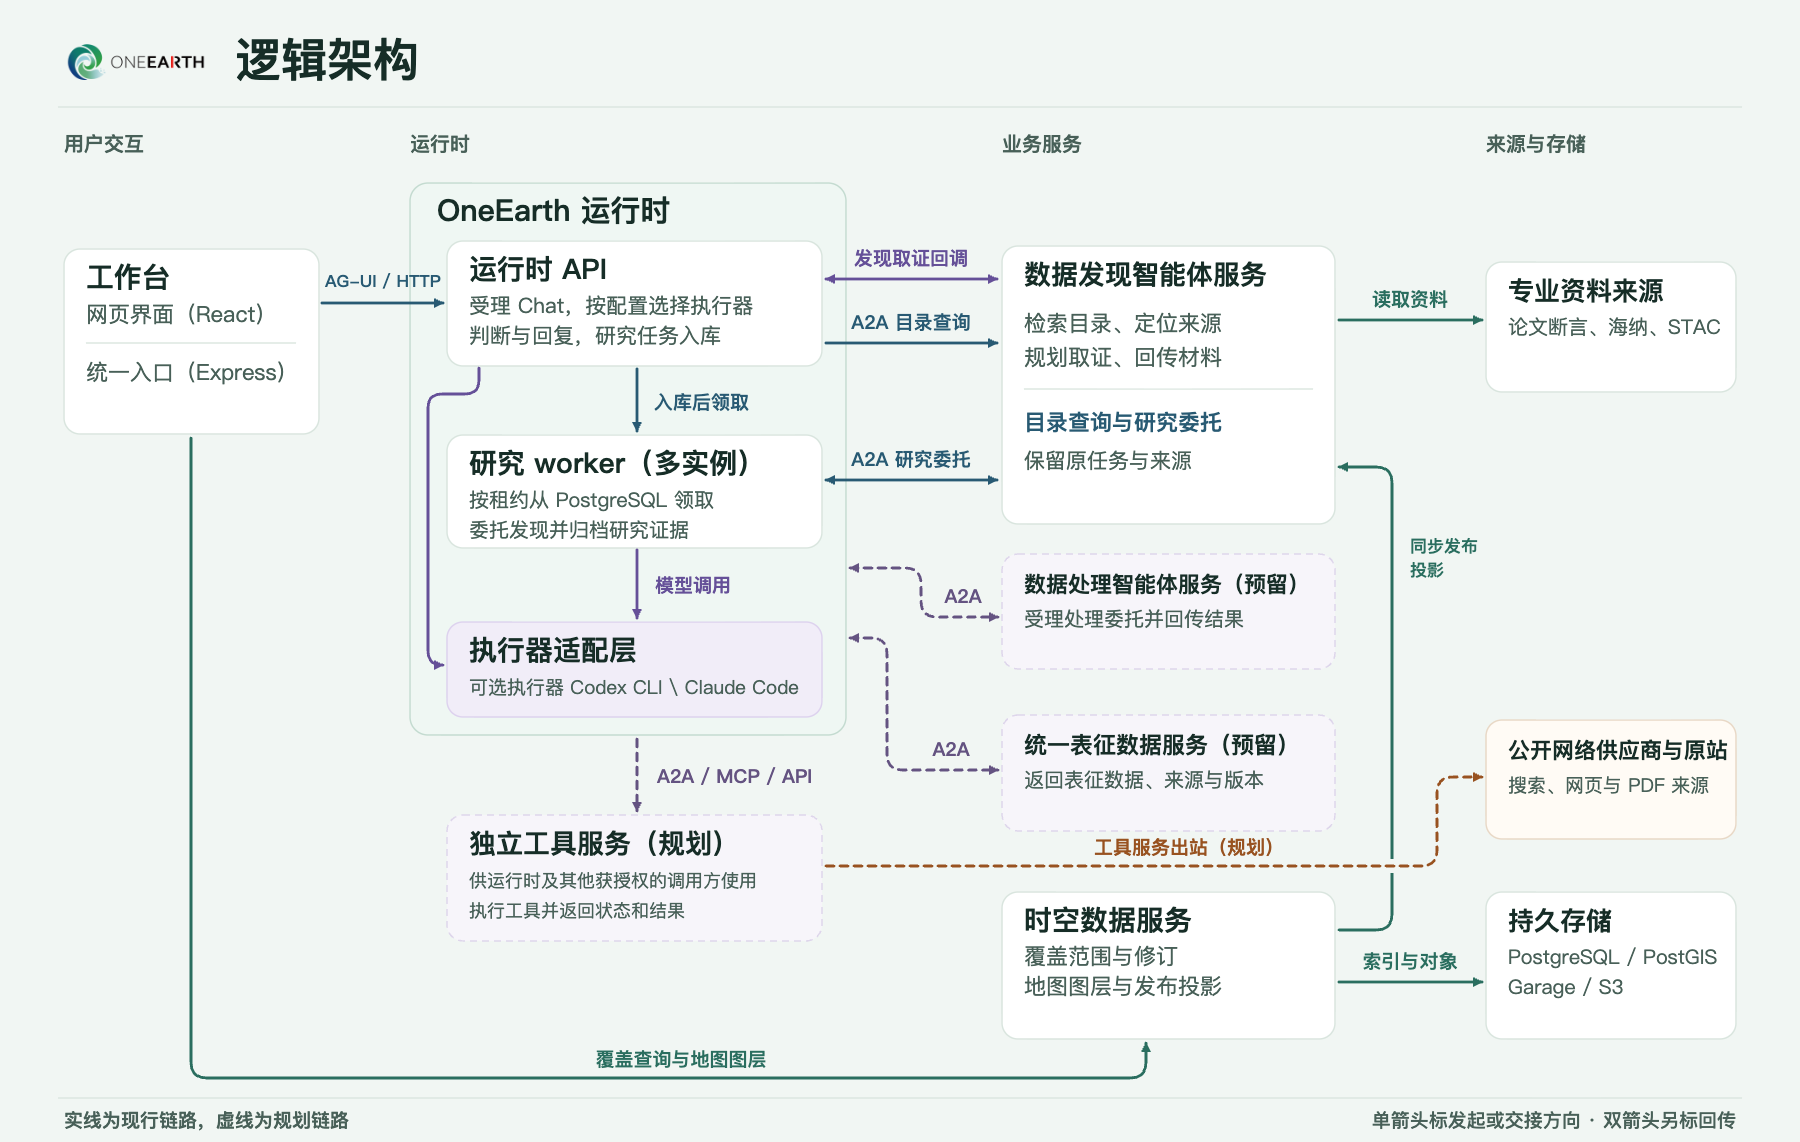 ONEEARTH
逻辑架构
用户交互
运行时
业务服务
来源与存储
工作台
网页界面（React）
统一入口（Express）
AG-UI / HTTP
OneEarth 运行时
运行时 API
受理 Chat，按配置选择执行器
判断与回复，研究任务入库
入库后领取
研究 worker（多实例）
按租约从 PostgreSQL 领取
委托发现并归档研究证据
模型调用
执行器适配层
可选执行器 Codex CLI \ Claude Code
A2A / MCP / API
独立工具服务（规划）
供运行时及其他获授权的调用方使用
执行工具并返回状态和结果
发现取证回调
A2A 目录查询
A2A 研究委托
A2A
A2A
数据发现智能体服务
检索目录、定位来源
规划取证、回传材料
目录查询与研究委托
保留原任务与来源
数据处理智能体服务（预留）
受理处理委托并回传结果
统一表征数据服务（预留）
返回表征数据、来源与版本
工具服务出站（规划）
时空数据服务
覆盖范围与修订
地图图层与发布投影
读取资料
同步发布
投影
索引与对象
专业资料来源
论文断言、海纳、STAC
公开网络供应商与原站
搜索、网页与 PDF 来源
持久存储
PostgreSQL / PostGIS
Garage / S3
覆盖查询与地图图层
实线为现行链路，虚线为规划链路
单箭头标发起或交接方向 · 双箭头另标回传